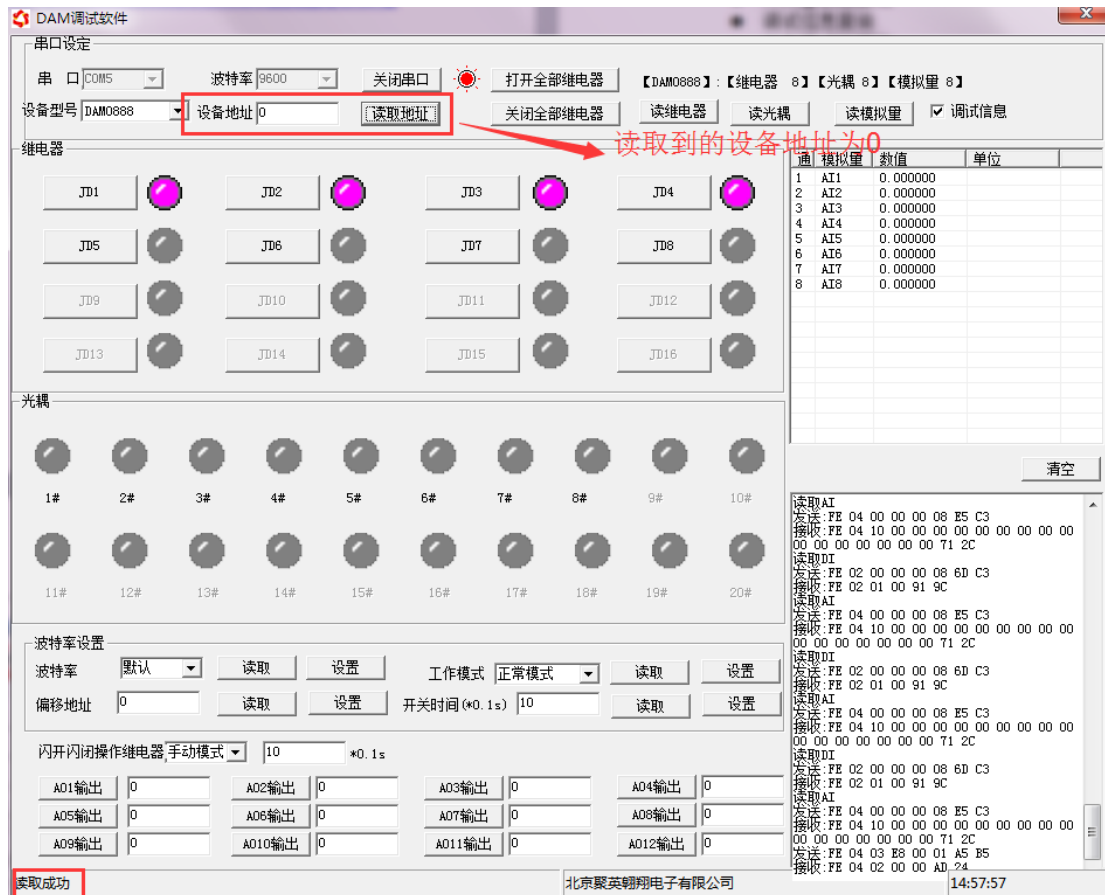 DAM调试软件
串口设定
串 口 COM5 波特率 9600 关闭串口 打开全部继电器 【DAM0888】:【继电器 8】【光耦 8】【模拟量 8】
设备型号 DAM0888 设备地址 0 读取地址 关闭全部继电器 读继电器 读光耦 读模拟量 调试信息
读取到的设备地址为0
继电器
JD1 JD2 JD3 JD4
JD5 JD6 JD7 JD8
JD9 JD10 JD11 JD12
JD13 JD14 JD15 JD16
通 模拟量 数值 单位
1 AI1 0.000000
2 AI2 0.000000
3 AI3 0.000000
4 AI4 0.000000
5 AI5 0.000000
6 AI6 0.000000
7 AI7 0.000000
8 AI8 0.000000
清空
光耦
1# 2# 3# 4# 5# 6# 7# 8# 9# 10#
11# 12# 13# 14# 15# 16# 17# 18# 19# 20#
读取AI
发送:FE 04 00 00 00 08 E5 C3
接收:FE 04 10 00 00 00 00 00 00 00 00 00
00 00 00 00 00 00 00 71 2C
读取DI
发送:FE 02 00 00 00 08 6D C3
接收:FE 02 01 00 91 9C
读取AI
发送:FE 04 00 00 00 08 E5 C3
接收:FE 04 10 00 00 00 00 00 00 00 00 00
00 00 00 00 00 00 00 71 2C
读取DI
发送:FE 02 00 00 00 08 6D C3
接收:FE 02 01 00 91 9C
读取AI
发送:FE 04 00 00 00 08 E5 C3
接收:FE 04 10 00 00 00 00 00 00 00 00 00
00 00 00 00 00 00 00 71 2C
读取DI
发送:FE 02 00 00 00 08 6D C3
接收:FE 02 01 00 91 9C
读取AI
发送:FE 04 00 00 00 08 E5 C3
接收:FE 04 10 00 00 00 00 00 00 00 00 00
00 00 00 00 00 00 00 71 2C
发送:FE 04 03 E8 00 01 A5 B5
接收:FE 04 02 00 00 AD 24
波特率设置
波特率 默认 读取 设置 工作模式 正常模式 读取 设置
偏移地址 0 读取 设置 开关时间(*0.1s) 10 读取 设置
闪开闪闭操作继电器 手动模式 10 *0.1s
AO1输出 0 AO2输出 0 AO3输出 0 AO4输出 0
AO5输出 0 AO6输出 0 AO7输出 0 AO8输出 0
AO9输出 0 AO10输出 0 AO11输出 0 AO12输出 0
读取成功 北京聚英翱翔电子有限公司 14:57:57